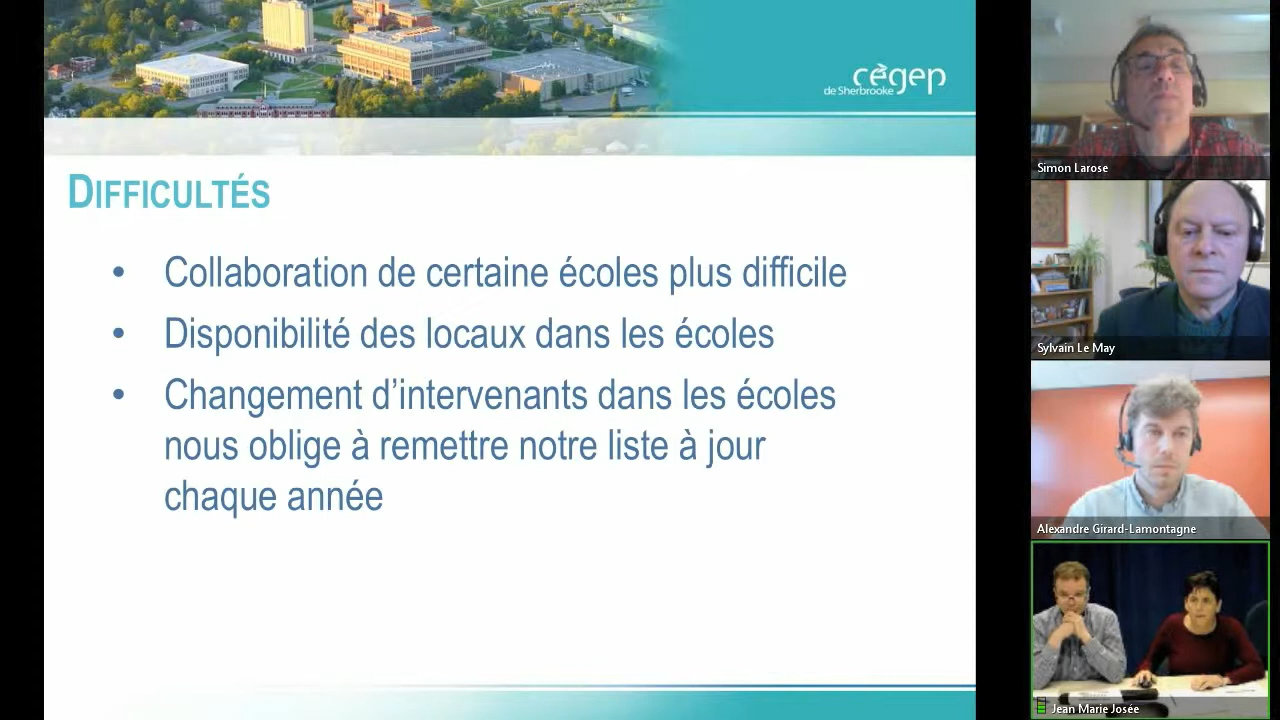 cégep
de Sherbrooke
DIFFICULTÉS
• Collaboration de certaine écoles plus difficile
• Disponibilité des locaux dans les écoles
• Changement d’intervenants dans les écoles
nous oblige à remettre notre liste à jour
chaque année
Simon Larose
Sylvain Le May
Alexandre Girard-Lamontagne
Jean Marie Josée